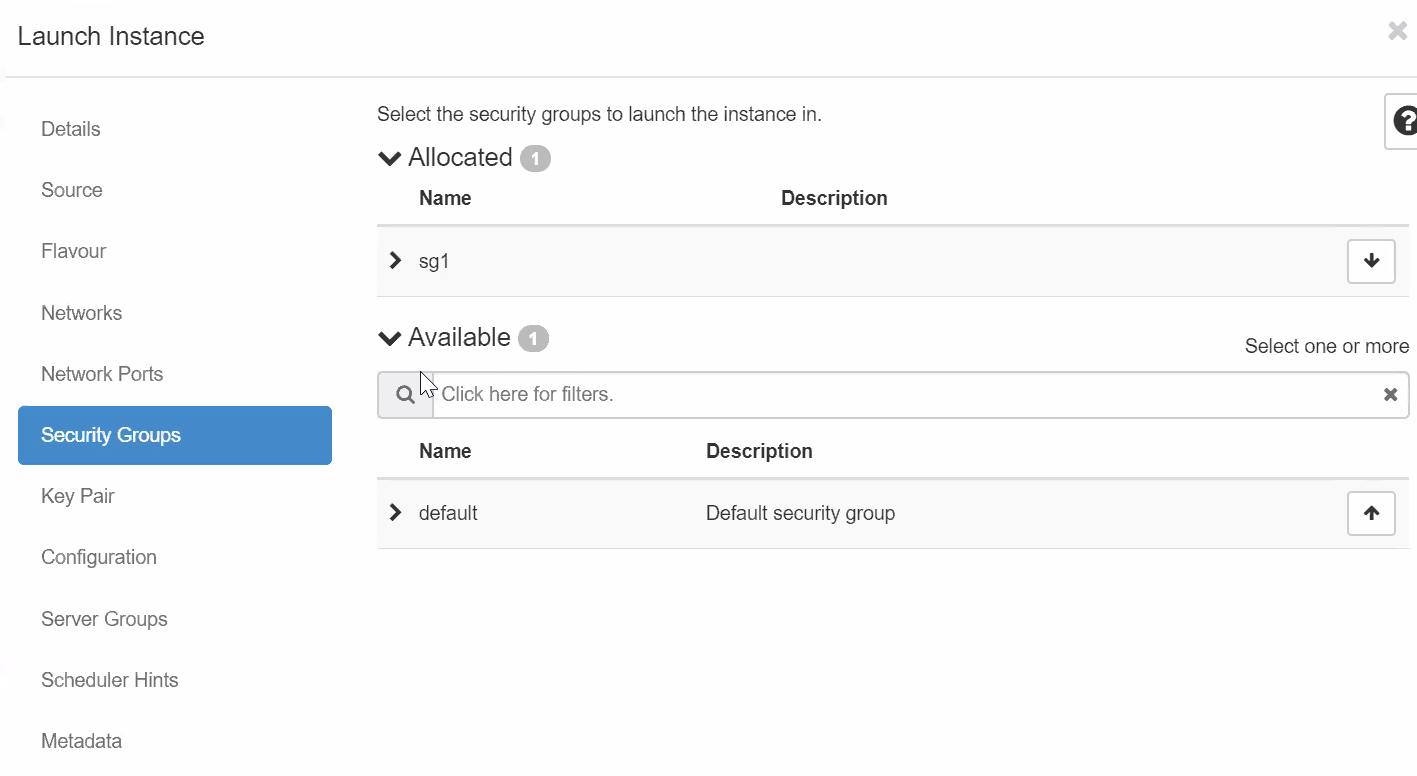 Launch Instance
Details
Source
Flavour
Networks
Network Ports
Security Groups
Key Pair
Configuration
Server Groups
Scheduler Hints
Metadata
Select the security groups to launch the instance in.
?
Allocated 1
Name Description
sg1
Available 1
Select one or more
Click here for filters.
Name Description
default Default security group